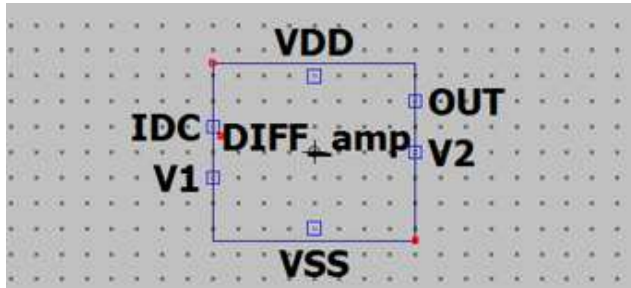 VDD
OUT
IDC
DIFF_amp
V2
V1
VSS